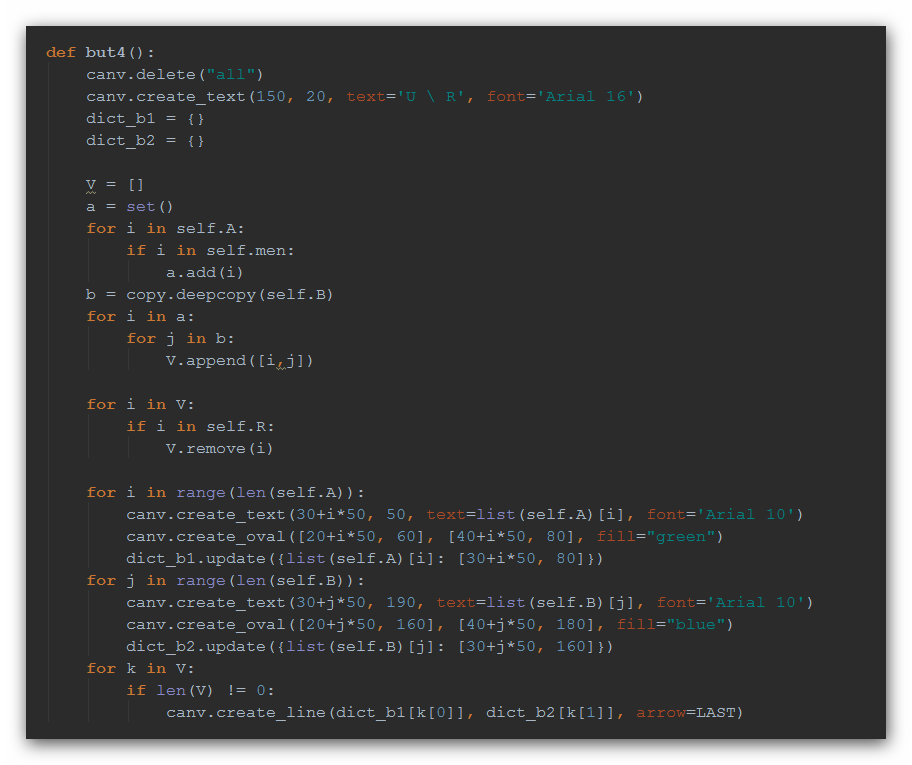 def but4():
    canv.delete("all")
    canv.create_text(150, 20, text='U \ R', font='Arial 16')
    dict_b1 = {}
    dict_b2 = {}

    V = []
    a = set()
    for i in self.A:
        if i in self.men:
            a.add(i)
    b = copy.deepcopy(self.B)
    for i in a:
        for j in b:
            V.append([i,j])

    for i in V:
        if i in self.R:
            V.remove(i)

    for i in range(len(self.A)):
        canv.create_text(30+i*50, 50, text=list(self.A)[i], font='Arial 10')
        canv.create_oval([20+i*50, 60], [40+i*50, 80], fill="green")
        dict_b1.update({list(self.A)[i]: [30+i*50, 80]})
    for j in range(len(self.B)):
        canv.create_text(30+j*50, 190, text=list(self.B)[j], font='Arial 10')
        canv.create_oval([20+j*50, 160], [40+j*50, 180], fill="blue")
        dict_b2.update({list(self.B)[j]: [30+j*50, 160]})
    for k in V:
        if len(V) != 0:
            canv.create_line(dict_b1[k[0]], dict_b2[k[1]], arrow=LAST)